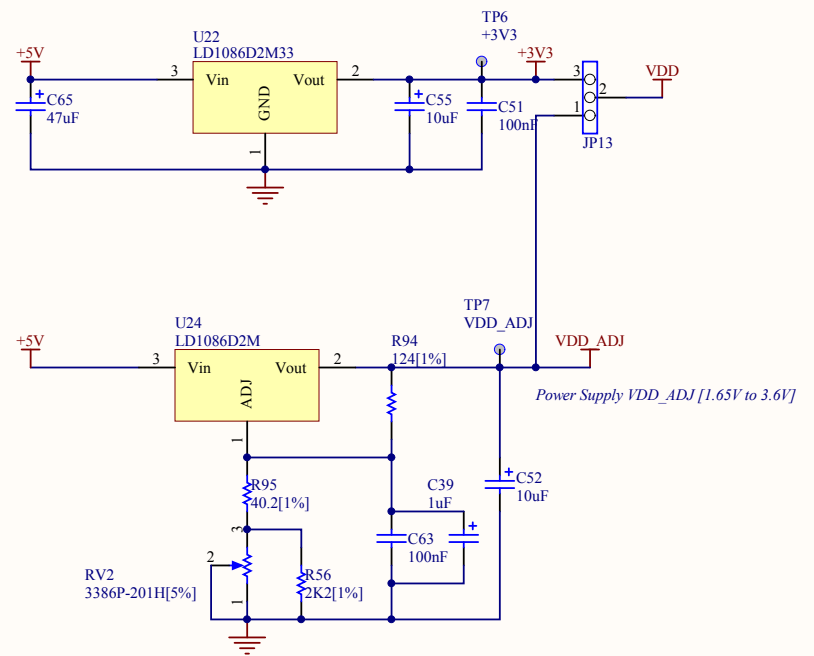 TP6
+3V3
U22
LD1086D2M33
+5V
+3V3
VDD
3
Vin
Vout
2
GND
1
+
C65
47uF
+
C55
10uF
C51
100nF
3
2
1
JP13
TP7
VDD_ADJ
U24
LD1086D2M
+5V
R94
124[1%]
VDD_ADJ
3
Vin
Vout
2
ADJ
1
Power Supply VDD_ADJ [1.65V to 3.6V]
R95
40.2[1%]
C39
1uF
+
C52
10uF
3
2
1
C63
100nF
+
RV2
3386P-201H[5%]
R56
2K2[1%]